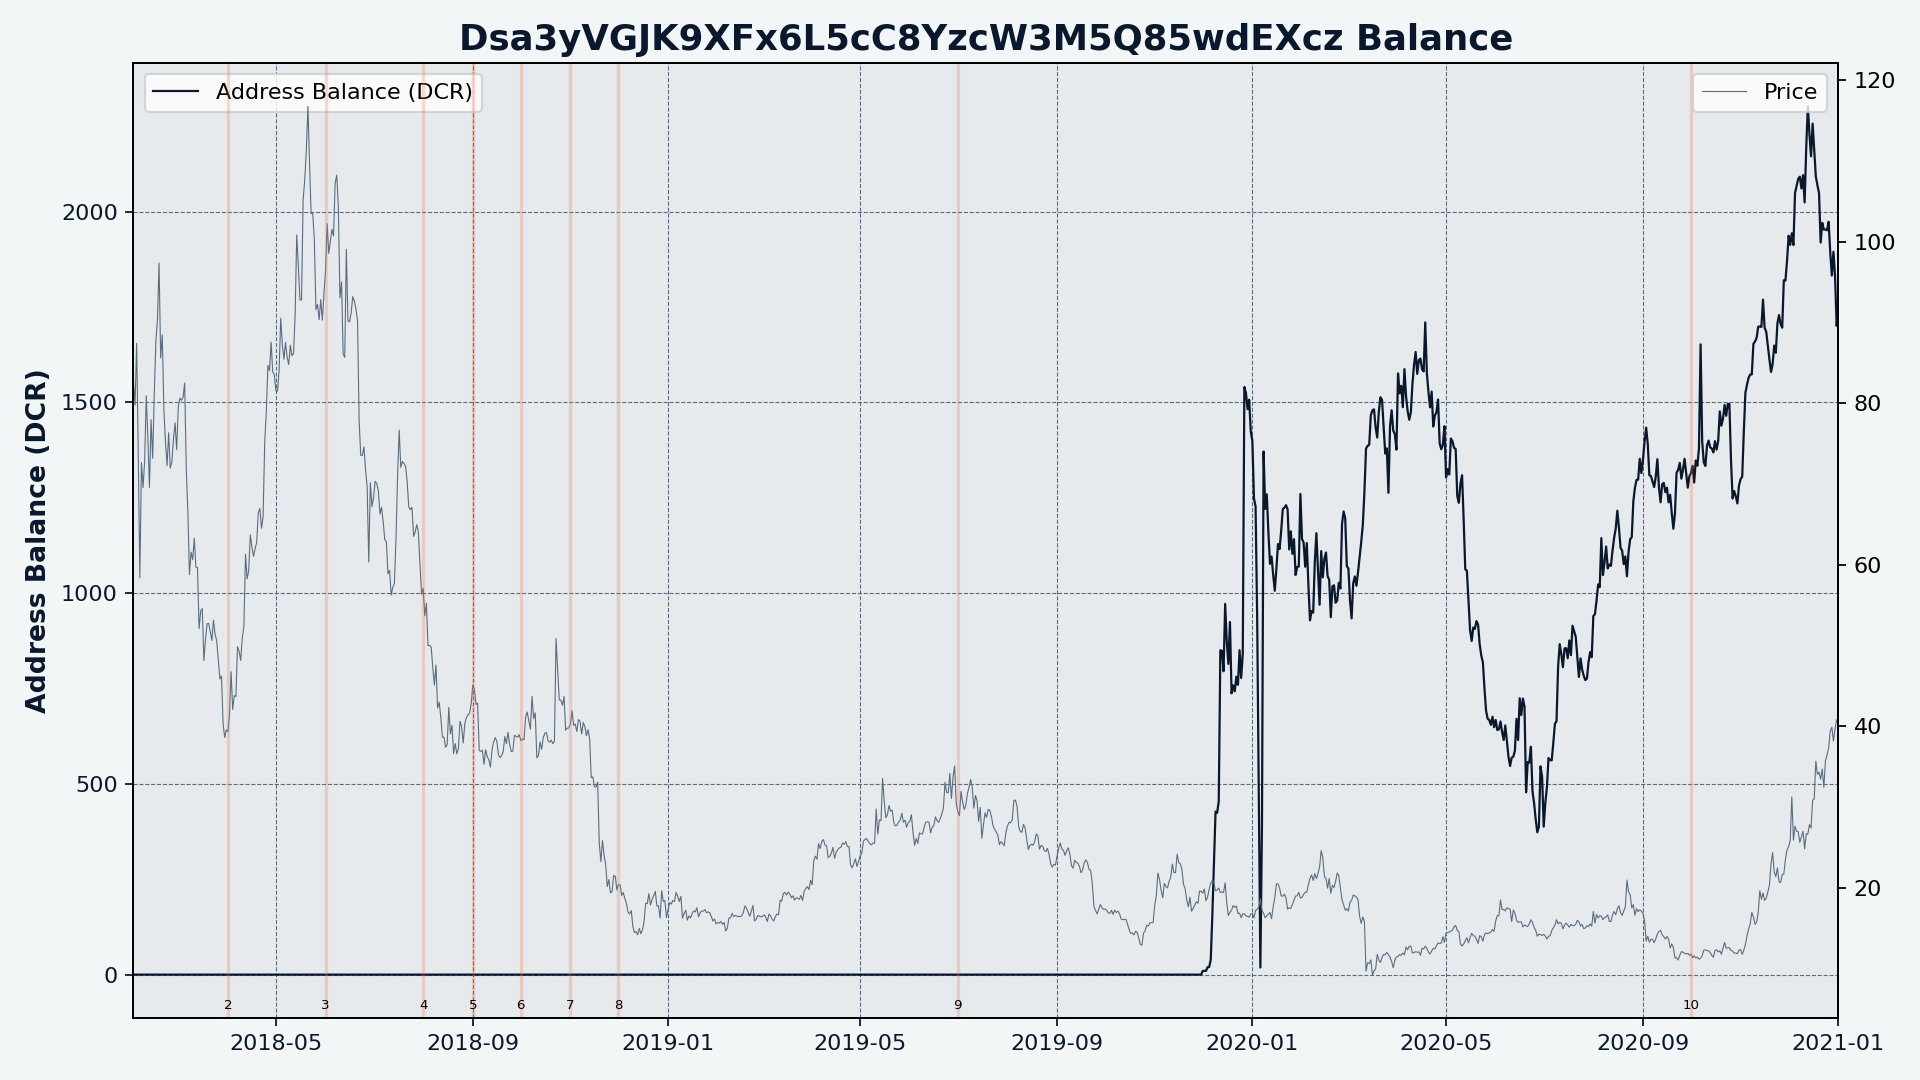 Dsa3yVGJK9XFx6L5cC8YzcW3M5Q85wdEXcz Balance
Address Balance (DCR)
Price
Address Balance (DCR)
2000
1500
1000
500
0
120
100
80
60
40
20
2 3 4 5 6 7 8 9 10
2018-05 2018-09 2019-01 2019-05 2019-09 2020-01 2020-05 2020-09 2021-01